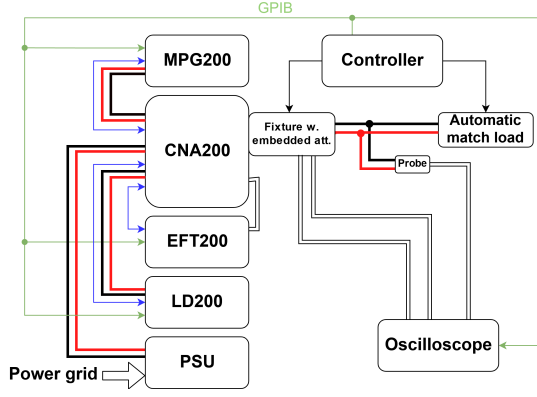 GPIB
MPG200
Controller
CNA200
Fixture w.
embedded att.
Automatic
match load
Probe
EFT200
LD200
Oscilloscope
PSU
Power grid